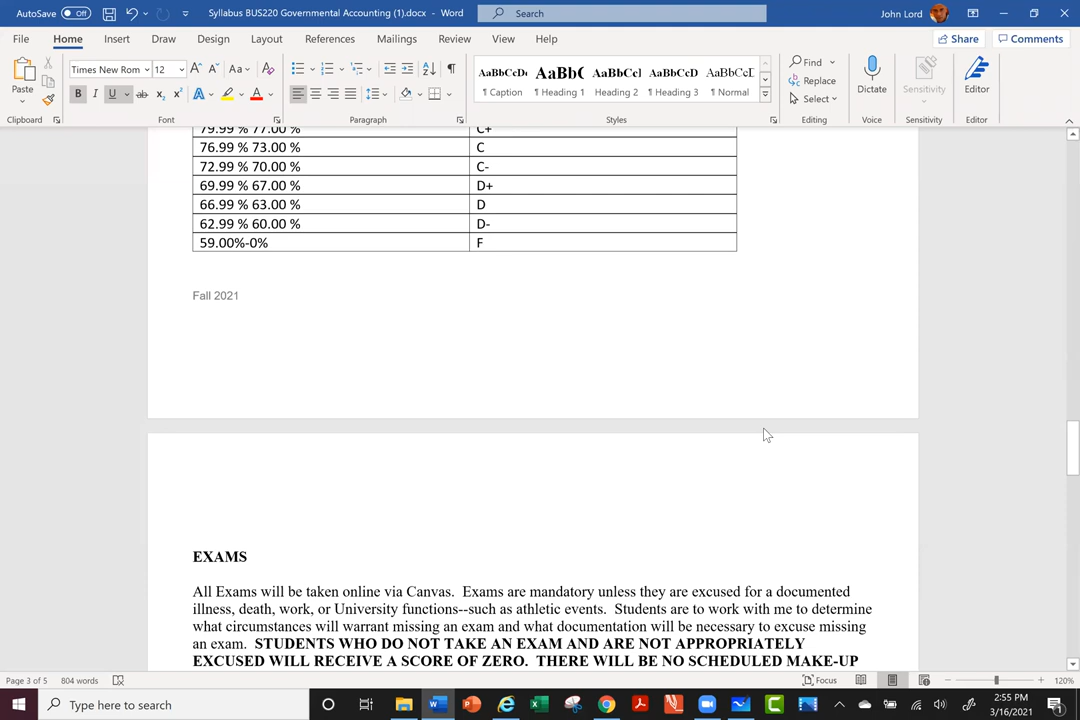 AutoSave Off Syllabus BUS220 Governmental Accounting (1).docx - Word Search John Lord
File Home Insert Draw Design Layout References Mailings Review View Help Share Comments
Paste Times New Rom 12 Aa AaBbCcDc AaBb( AaBbCcl AaBbCcD AaBbCcD Find Dictate Sensitivity Editor
B I U ab x A A ¶ Caption Heading 1 Heading 2 Heading 3 ¶ Normal Replace
Select
Clipboard Font Paragraph Styles Editing Voice Sensitivity Editor
79.99 % 77.00 % C+
76.99 % 73.00 % C
72.99 % 70.00 % C-
69.99 % 67.00 % D+
66.99 % 63.00 % D
62.99 % 60.00 % D-
59.00%-0% F
Fall 2021
EXAMS
All Exams will be taken online via Canvas. Exams are mandatory unless they are excused for a documented
illness, death, work, or University functions--such as athletic events. Students are to work with me to determine
what circumstances will warrant missing an exam and what documentation will be necessary to excuse missing
an exam. STUDENTS WHO DO NOT TAKE AN EXAM AND ARE NOT APPROPRIATELY
EXCUSED WILL RECEIVE A SCORE OF ZERO. THERE WILL BE NO SCHEDULED MAKE-UP
Page 3 of 5 804 words Focus 120%
Type here to search 2:55 PM
3/16/2021